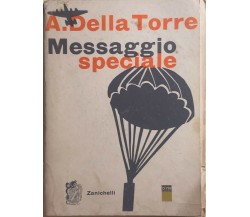 A. Della Torre
Messaggio
speciale
Zanichelli